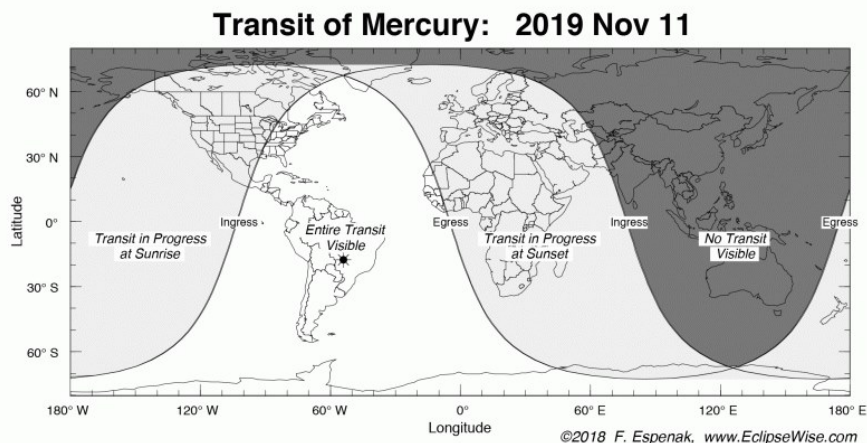 Transit of Mercury: 2019 Nov 11
60° N
30° N
0°
30° S
60° S
Latitude
Ingress
Egress
Ingress
Egress
Transit in Progress
at Sunrise
Entire Transit
Visible
Transit in Progress
at Sunset
No Transit
Visible
180° W
120° W
60° W
0°
60° E
120° E
180° E
Longitude
©2018 F. Espenak, www.EclipseWise.com